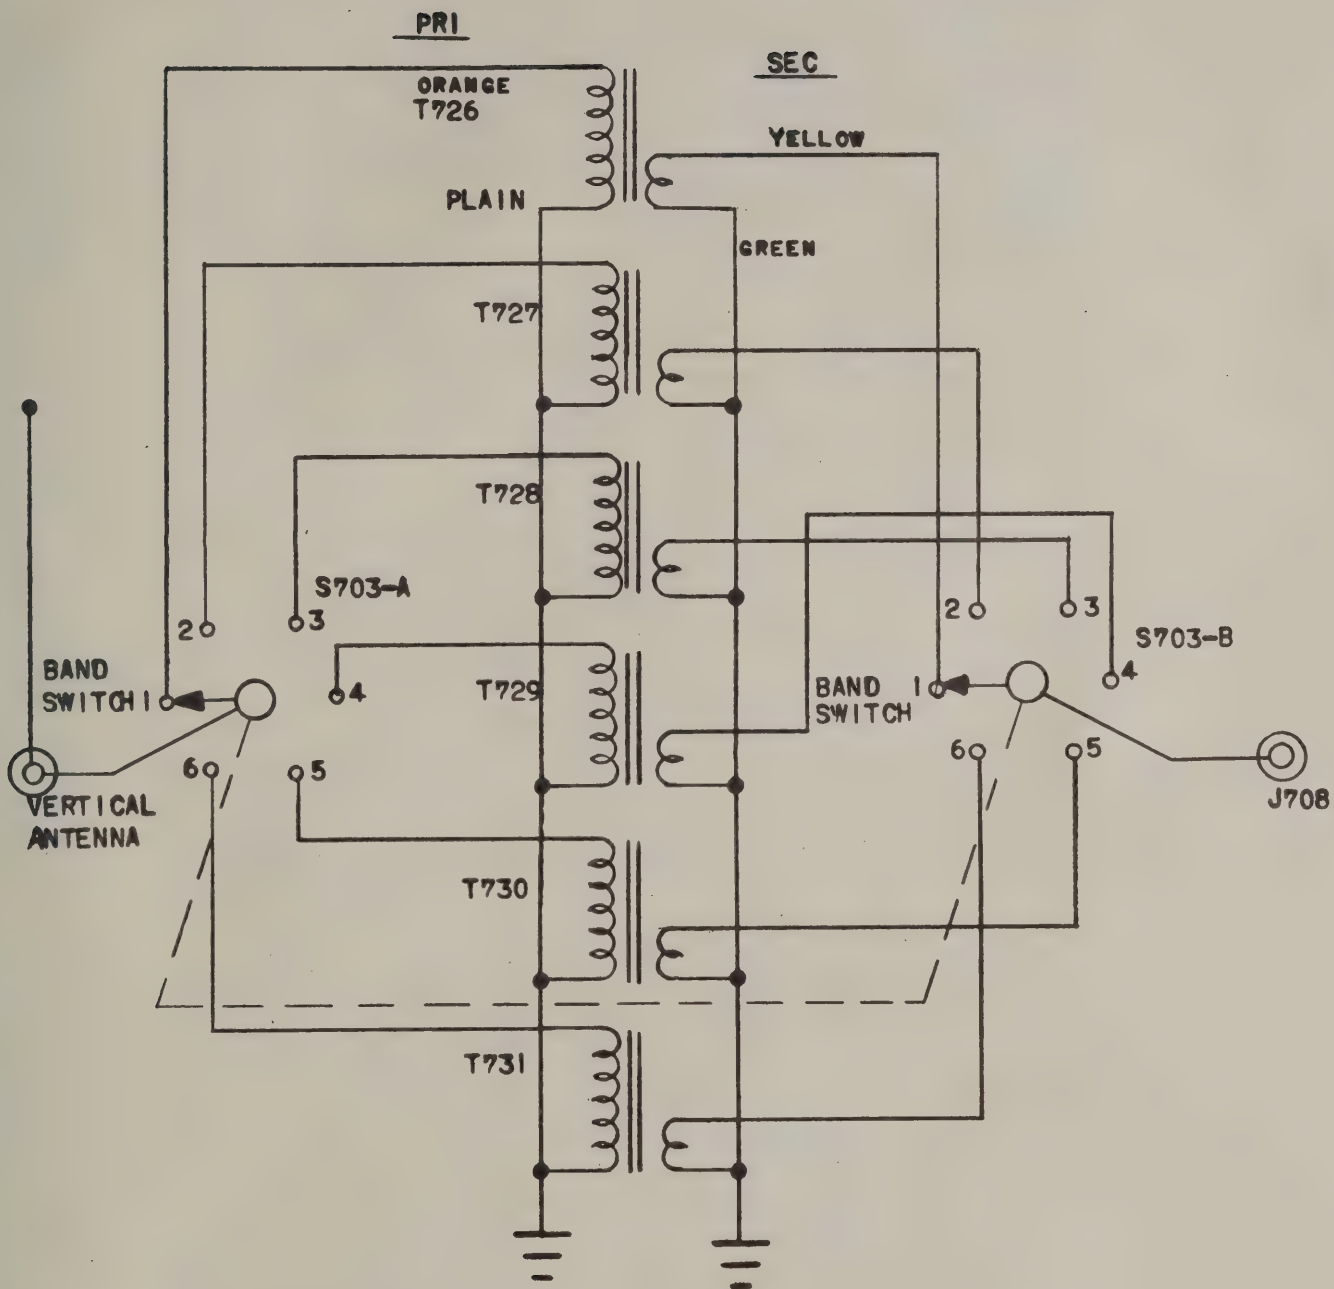 PRI
SEC
ORANGE
T726
YELLOW
PLAIN
GREEN
T727
T728
S703-A
2
3
2
3
S703-B
BAND
SWITCH 1
4
T729
BAND
SWITCH
1
4
6
5
6
5
VERTICAL
ANTENNA
J708
T730
T731